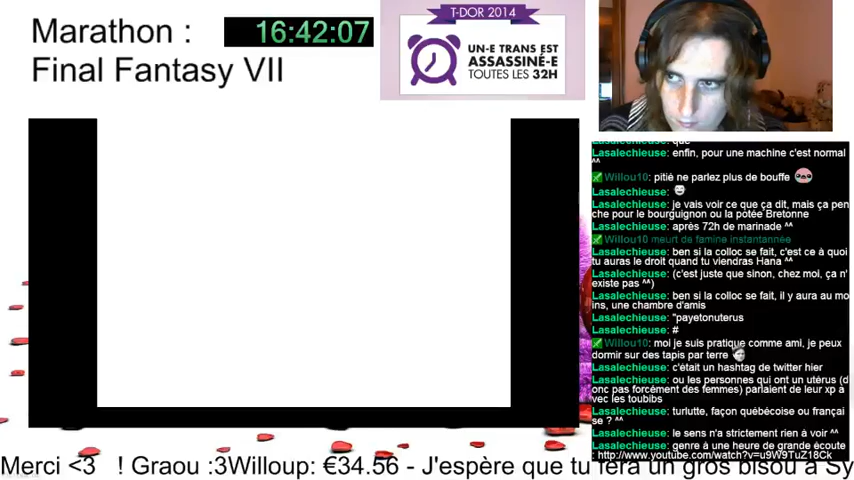 Marathon :
Final Fantasy VII
16:42:07
T-DOR 2014
UN-E TRANS EST
ASSASSINÉ-E
TOUTES LES 32H
que
Lasalechieuse: enfin, pour une machine c'est normal
^^
Willou10: pitié ne parlez plus de bouffe
Lasalechieuse:
Lasalechieuse: je vais voir ce que ça dit, mais ça pen
che pour le bourguignon ou la potée Bretonne
Lasalechieuse: après 72h de marinade ^^
Willou10 meurt de famine instantannée
Lasalechieuse: ben si la colloc se fait, c'est ce à quoi
tu auras le droit quand tu viendras Hana ^^
Lasalechieuse: (c'est juste que sinon, chez moi, ça n'
existe pas ^^)
Lasalechieuse: ben si la colloc se fait, il y aura au mo
ins, une chambre d'amis
Lasalechieuse: "payetonuterus
Lasalechieuse: #
Willou10: moi je suis pratique comme ami, je peux
dormir sur des tapis par terre
Lasalechieuse: c'était un hashtag de twitter hier
Lasalechieuse: ou les personnes qui ont un utérus (d
onc pas forcément des femmes) parlaient de leur xp a
vec les toubibs
Lasalechieuse: turlutte, façon québécoise ou françai
se ? ^^
Lasalechieuse: le sens n'a strictement rien à voir ^^
Lasalechieuse: genre à une heure de grande écoute
: http://www.youtube.com/watch?v=u9W9TuZ18Ck
Merci <3 ! Graou :3Willoup: €34.56 - J'espère que tu fera un gros bisou à Sy